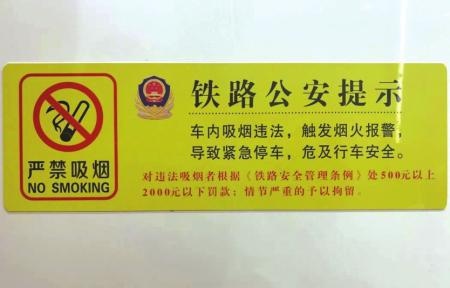 严禁吸烟
NO SMOKING
铁路公安提示
车内吸烟违法，触发烟火报警，
导致紧急停车，危及行车安全。
对违法吸烟者根据《铁路安全管理条例》处500元以上
2000元以下罚款；情节严重的予以拘留。